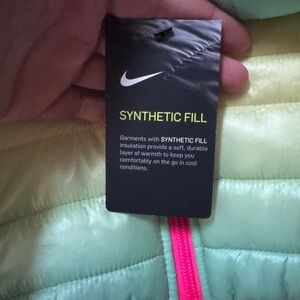 SYNTHETIC FILL
Garments with SYNTHETIC FILL
insulation provide a soft, durable
layer of warmth to keep you
comfortably on the go in cool
conditions.